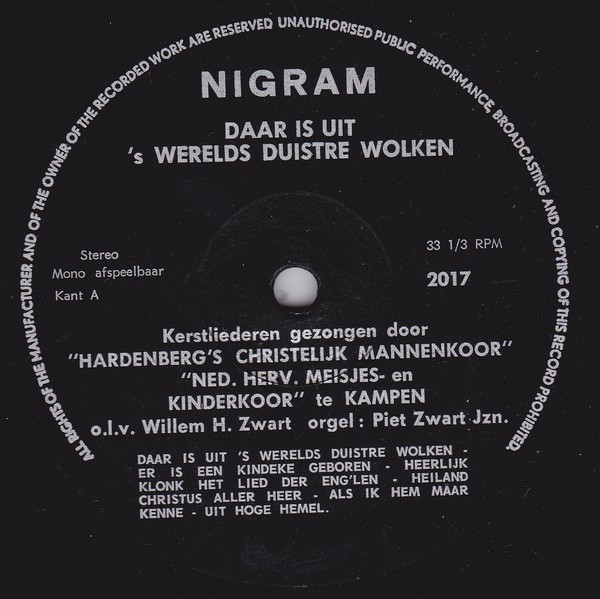 ALL RIGHTS OF THE MANUFACTURER AND OF THE OWNER OF THE RECORDED WORK ARE RESERVED UNAUTHORISED PUBLIC PERFORMANCE, BROADCASTING AND COPYING OF THIS RECORD PROHIBITED.
NIGRAM
DAAR IS UIT
's WERELDS DUISTRE WOLKEN
Stereo
Mono afspeelbaar
Kant A
33 1/3 RPM
2017
Kerstliederen gezongen door
"HARDENBERG'S CHRISTELIJK MANNENKOOR"
"NED. HERV. MEISJES- en
KINDERKOOR" te KAMPEN
o.l.v. Willem H. Zwart orgel : Piet Zwart Jzn.
DAAR IS UIT 'S WERELDS DUISTRE WOLKEN -
ER IS EEN KINDEKE GEBOREN - HEERLIJK
KLONK HET LIED DER ENG'LEN - HEILAND
CHRISTUS ALLER HEER - ALS IK HEM MAAR
KENNE - UIT HOGE HEMEL.